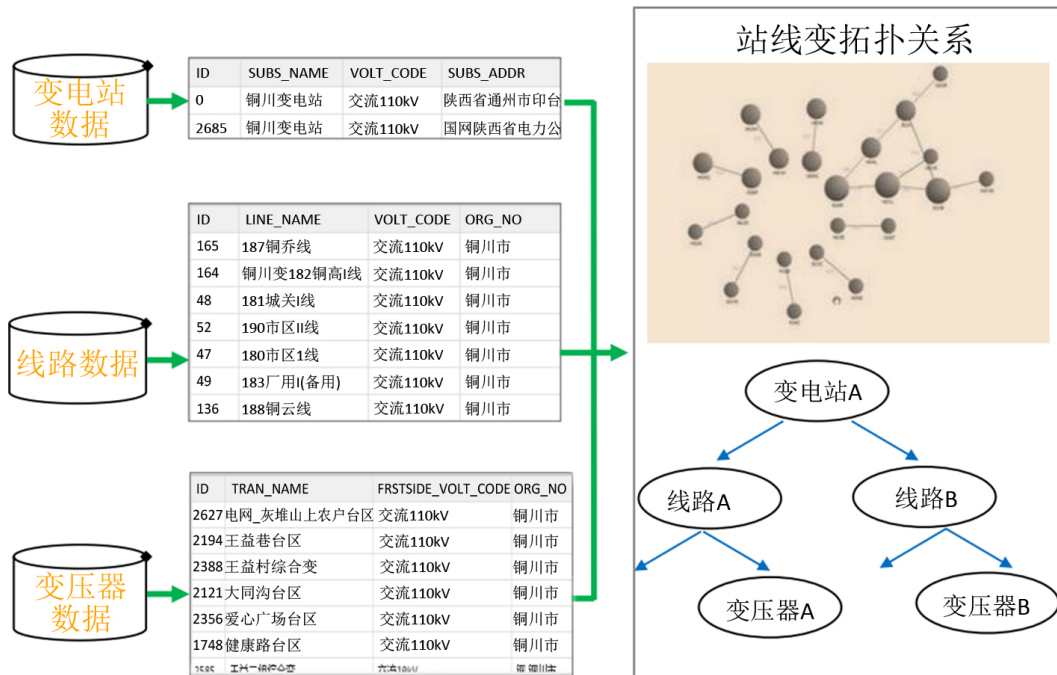 变电站
数据
ID SUBS_NAME VOLT_CODE SUBS_ADDR
0 铜川变电站 交流110kV 陕西省通州市印台
2685 铜川变电站 交流110kV 国网陕西省电力公
线路数据
ID LINE_NAME VOLT_CODE ORG_NO
165 187铜乔线 交流110kV 铜川市
164 铜川变182铜高I线 交流110kV 铜川市
48 181城关I线 交流110kV 铜川市
52 190市区II线 交流110kV 铜川市
47 180市区1线 交流110kV 铜川市
49 183厂用I(备用) 交流110kV 铜川市
136 188铜云线 交流110kV 铜川市
变压器
数据
ID TRAN_NAME FRSTSIDE_VOLT_CODE ORG_NO
2627 电网_灰堆山上农户台区 交流110kV 铜川市
2194 王益巷台区 交流110kV 铜川市
2388 王益村综合变 交流110kV 铜川市
2121 大同沟台区 交流110kV 铜川市
2356 爱心广场台区 交流110kV 铜川市
1748 健康路台区 交流110kV 铜川市
站线变拓扑关系
变电站A
线路A
线路B
变压器A
变压器B